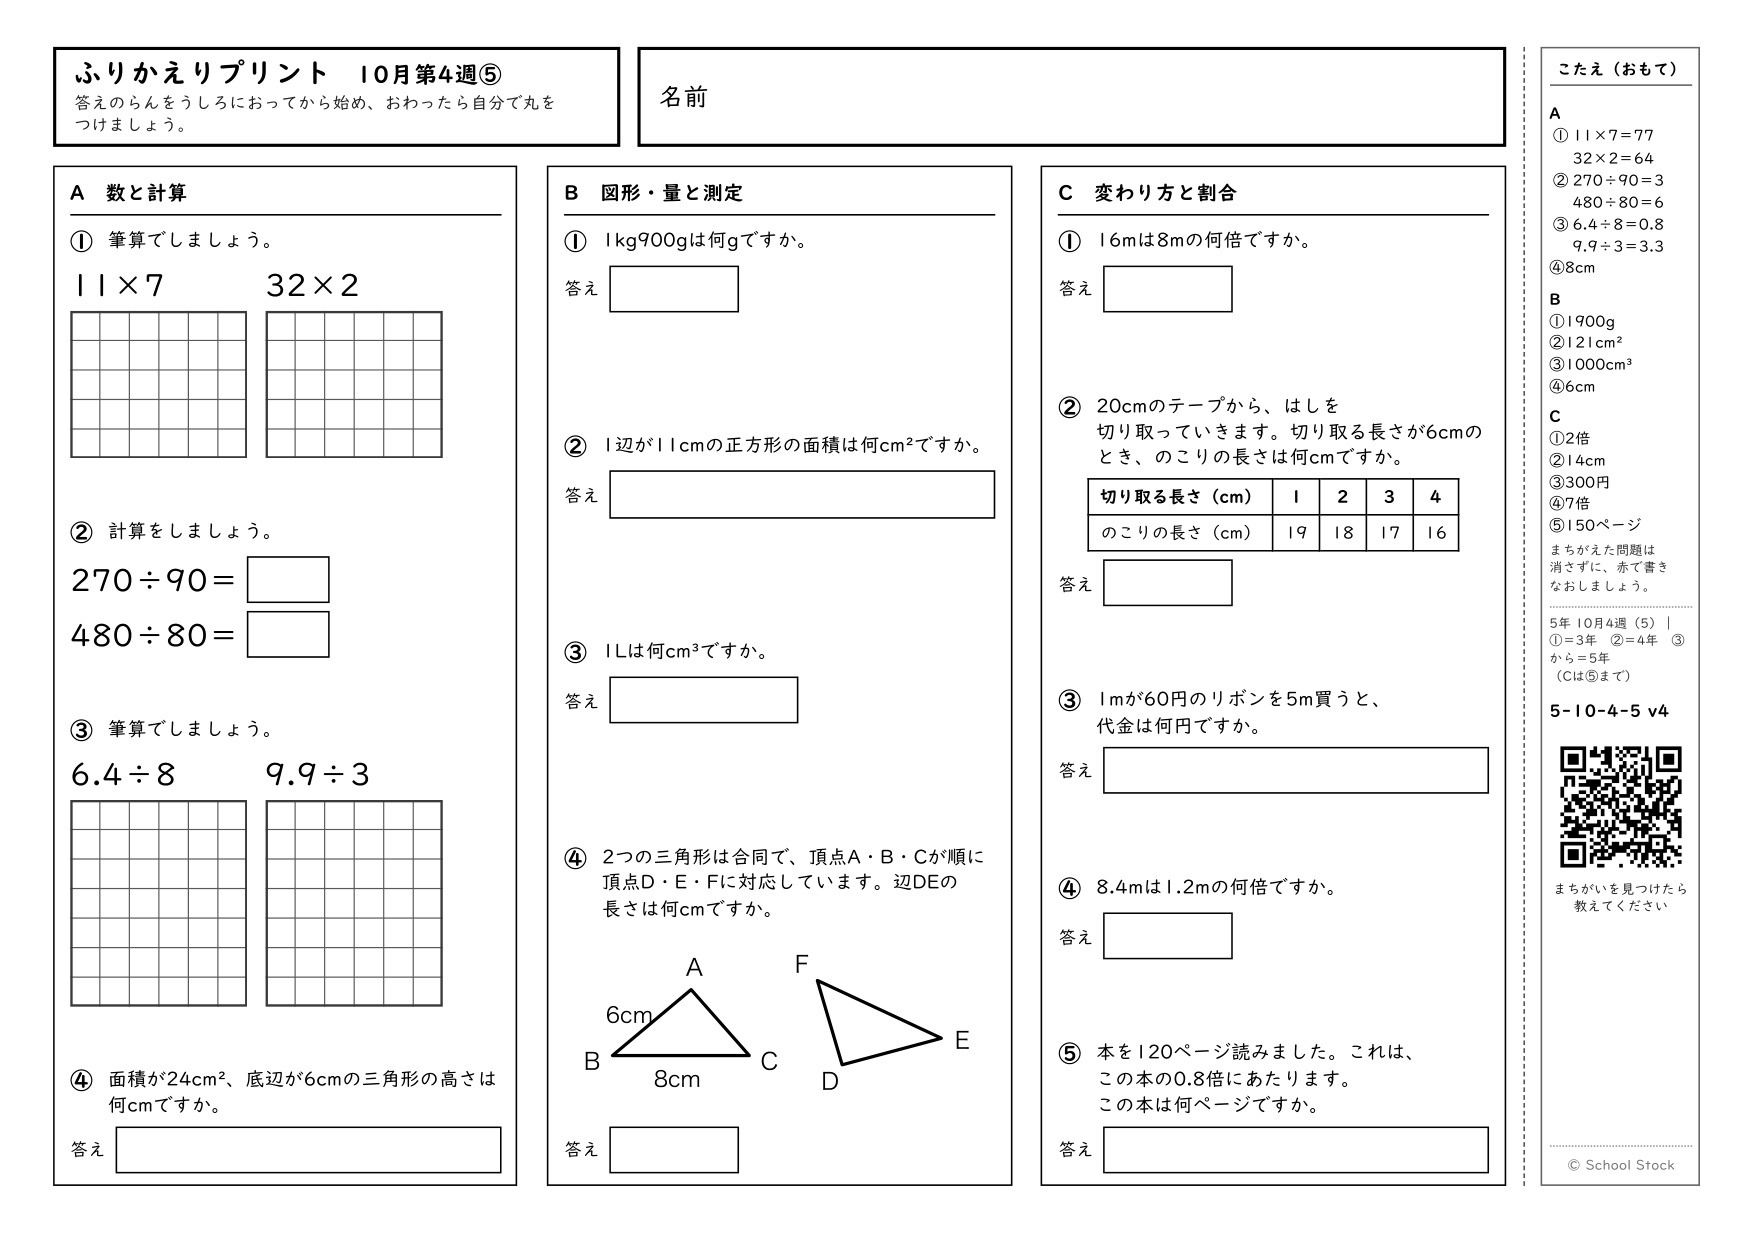 ふりかえりプリント　10月第4週⑤
答えのらんをうしろにおってから始め、おわったら自分で丸を
つけましょう。
名前
A　数と計算
① 筆算でしましょう。
11×7　32×2
② 計算をしましょう。
270÷90＝
480÷80＝
③ 筆算でしましょう。
6.4÷8　9.9÷3
④ 面積が24cm²、底辺が6cmの三角形の高さは
何cmですか。
答え
B　図形・量と測定
① 1kg900gは何gですか。
答え
② 1辺が11cmの正方形の面積は何cm²ですか。
答え
③ 1Lは何cm³ですか。
答え
④ 2つの三角形は合同で、頂点A・B・Cが順に
頂点D・E・Fに対応しています。辺DEの
長さは何cmですか。
A
6cm
B
C
8cm
F
E
D
答え
C　変わり方と割合
① 16mは8mの何倍ですか。
答え
② 20cmのテープから、はしを
切り取っていきます。切り取る長さが6cmの
とき、のこりの長さは何cmですか。
切り取る長さ（cm） 1 2 3 4
のこりの長さ（cm） 19 18 17 16
答え
③ 1mが60円のリボンを5m買うと、
代金は何円ですか。
答え
④ 8.4mは1.2mの何倍ですか。
答え
⑤ 本を120ページ読みました。これは、
この本の0.8倍にあたります。
この本は何ページですか。
答え
こたえ（おもて）
A
① 11×7＝77
32×2＝64
② 270÷90＝3
480÷80＝6
③ 6.4÷8＝0.8
9.9÷3＝3.3
④8cm
B
①1900g
②121cm²
③1000cm³
④6cm
C
①2倍
②14cm
③300円
④7倍
⑤150ページ
まちがえた問題は
消さずに、赤で書き
なおしましょう。
5年 10月4週（5）｜
①＝3年　②＝4年　③
から＝5年
（Cは⑤まで）
5-10-4-5 v4
まちがいを見つけたら
教えてください
© School Stock